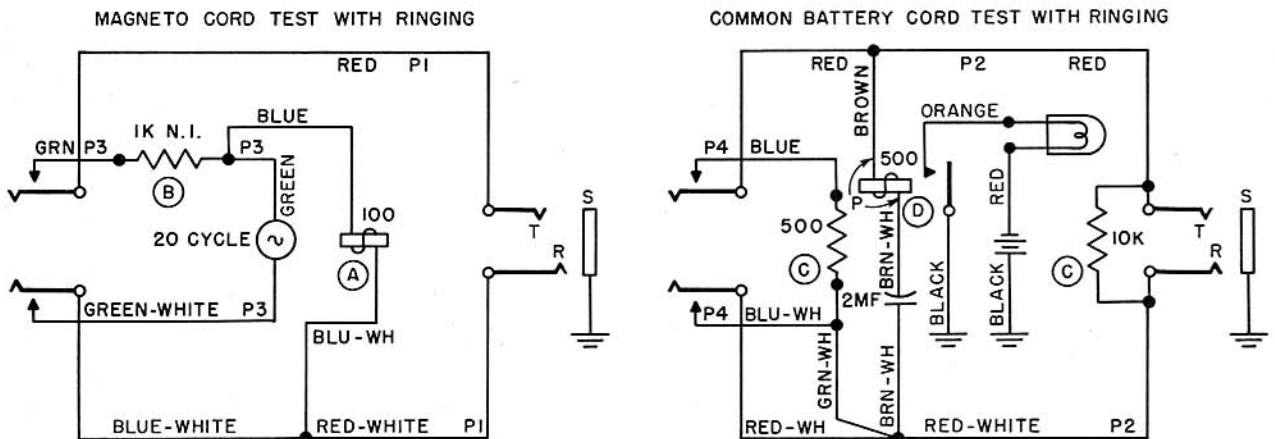 MAGNETO CORD TEST WITH RINGING
RED P1
BLUE
1K N.I.
GRN P3
P3
B
GREEN
20 CYCLE
100
A
GREEN-WHITE P3
BLU-WH
BLUE-WHITE
RED-WHITE P1
T
R
S
COMMON BATTERY CORD TEST WITH RINGING
RED
P2
RED
BROWN
ORANGE
P4 BLUE
500
P
D
RED
500
C
BRN-WH
10K
C
2MF
BLACK
BLACK
P4 BLU-WH
GRN-WH
BRN-WH
RED-WH
RED-WHITE
P2
T
R
S